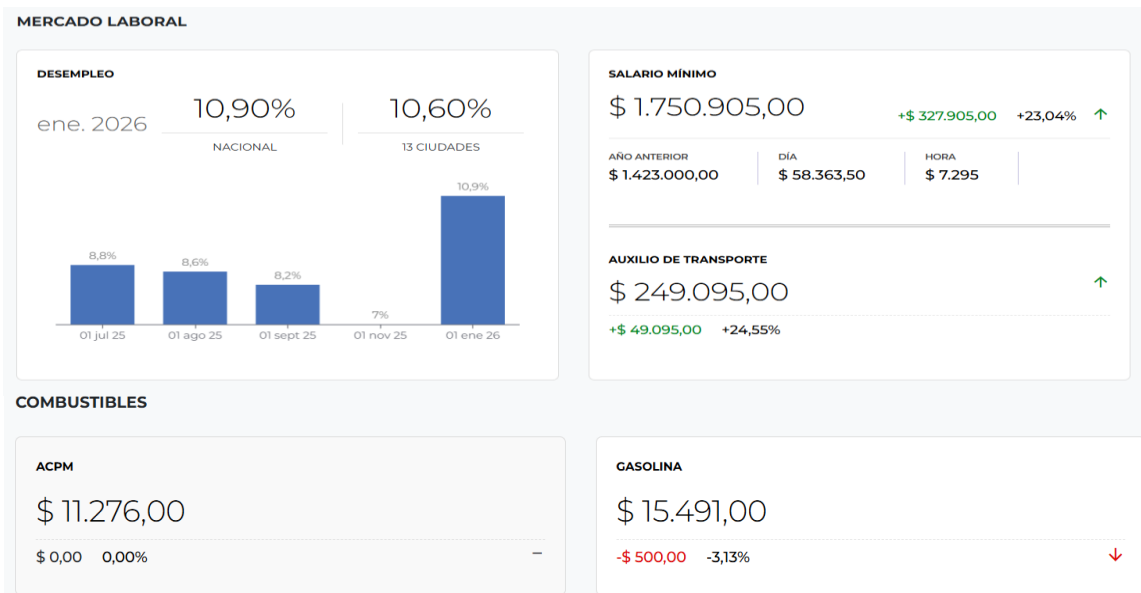 MERCADO LABORAL
DESEMPLEO
ene. 2026
10,90%
NACIONAL
10,60%
13 CIUDADES
8,8%
8,6%
8,2%
7%
10,9%
01 jul 25
01 ago 25
01 sept 25
01 nov 25
01 ene 26
SALARIO MÍNIMO
$ 1.750.905,00
+$ 327.905,00 +23,04% ↑
AÑO ANTERIOR
$ 1.423.000,00
DÍA
$ 58.363,50
HORA
$ 7.295
AUXILIO DE TRANSPORTE
$ 249.095,00
↑
+$ 49.095,00 +24,55%
COMBUSTIBLES
ACPM
$ 11.276,00
$ 0,00 0,00% −
GASOLINA
$ 15.491,00
-$ 500,00 -3,13% ↓